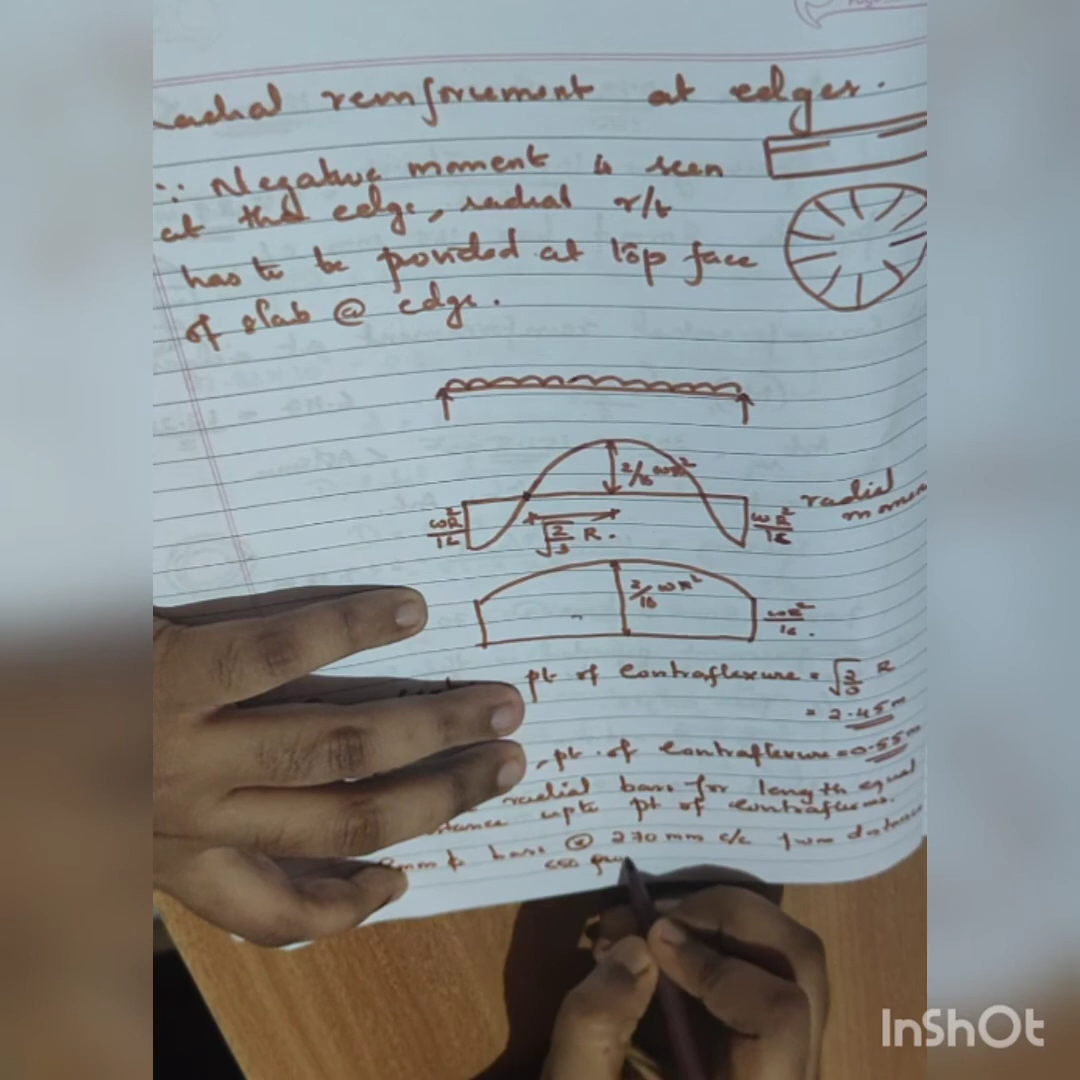 radial reinforcement at edges.
∴ Negative moment is seen
at the edge, radial r/t
has to be provided at top face
of slab @ edge.
2/16 wR²
wR²/16
wR²/16
radial
√2/3 R.
2/16 wR²
wR²/16.
pt of contraflexure = √2/3 R
= 2.45m
, pt. of contraflexure = 0.55m
radial bars for length equal
upto pt of contraflexure.
bars @ 270 mm c/c from distance
550
InShOt